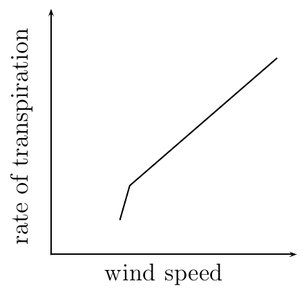 rate of transpiration
wind speed